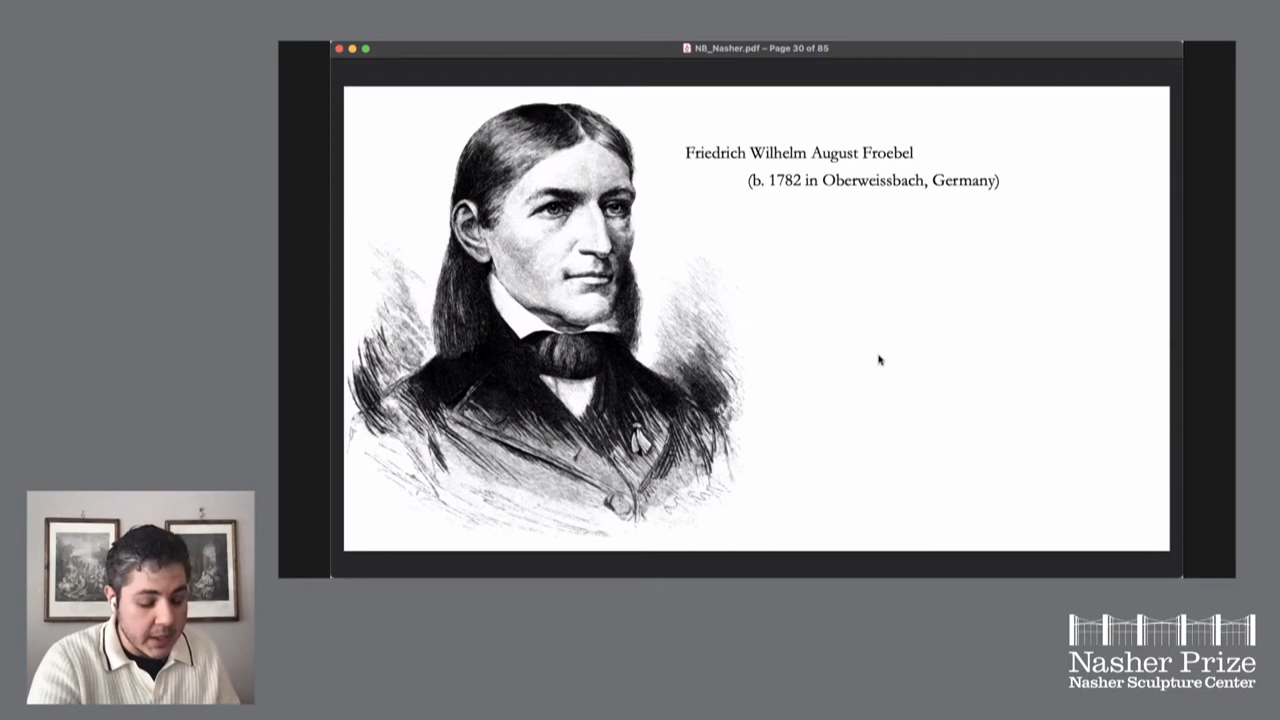 NB_Nasher.pdf – Page 30 of 85
Friedrich Wilhelm August Froebel
(b. 1782 in Oberweissbach, Germany)
Nasher Prize
Nasher Sculpture Center